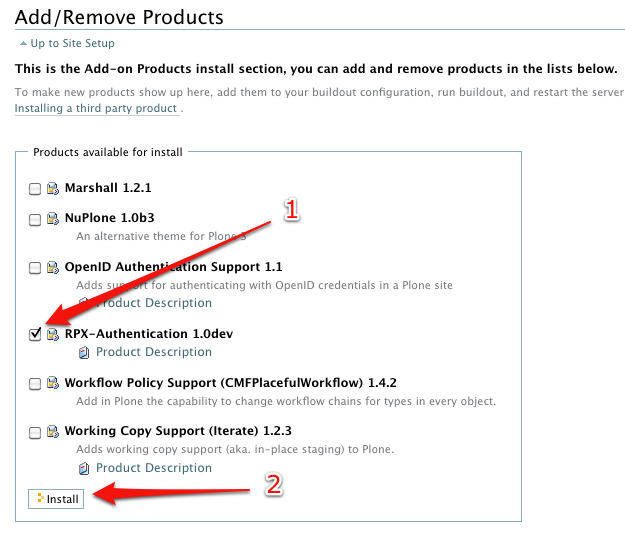 Add/Remove Products
Up to Site Setup
This is the Add-on Products install section, you can add and remove products in the lists below.
To make new products show up here, add them to your buildout configuration, run buildout, and restart the server
Installing a third party product .
Products available for install
Marshall 1.2.1
1
NuPlone 1.0b3
An alternative theme for Plone 3
OpenID Authentication Support 1.1
Adds support for authenticating with OpenID credentials in a Plone site
Product Description
RPX-Authentication 1.0dev
Product Description
Workflow Policy Support (CMFPlacefulWorkflow) 1.4.2
Add in Plone the capability to change workflow chains for types in every object.
Working Copy Support (Iterate) 1.2.3
Adds working copy support (aka. in-place staging) to Plone.
Product Description
Install
2